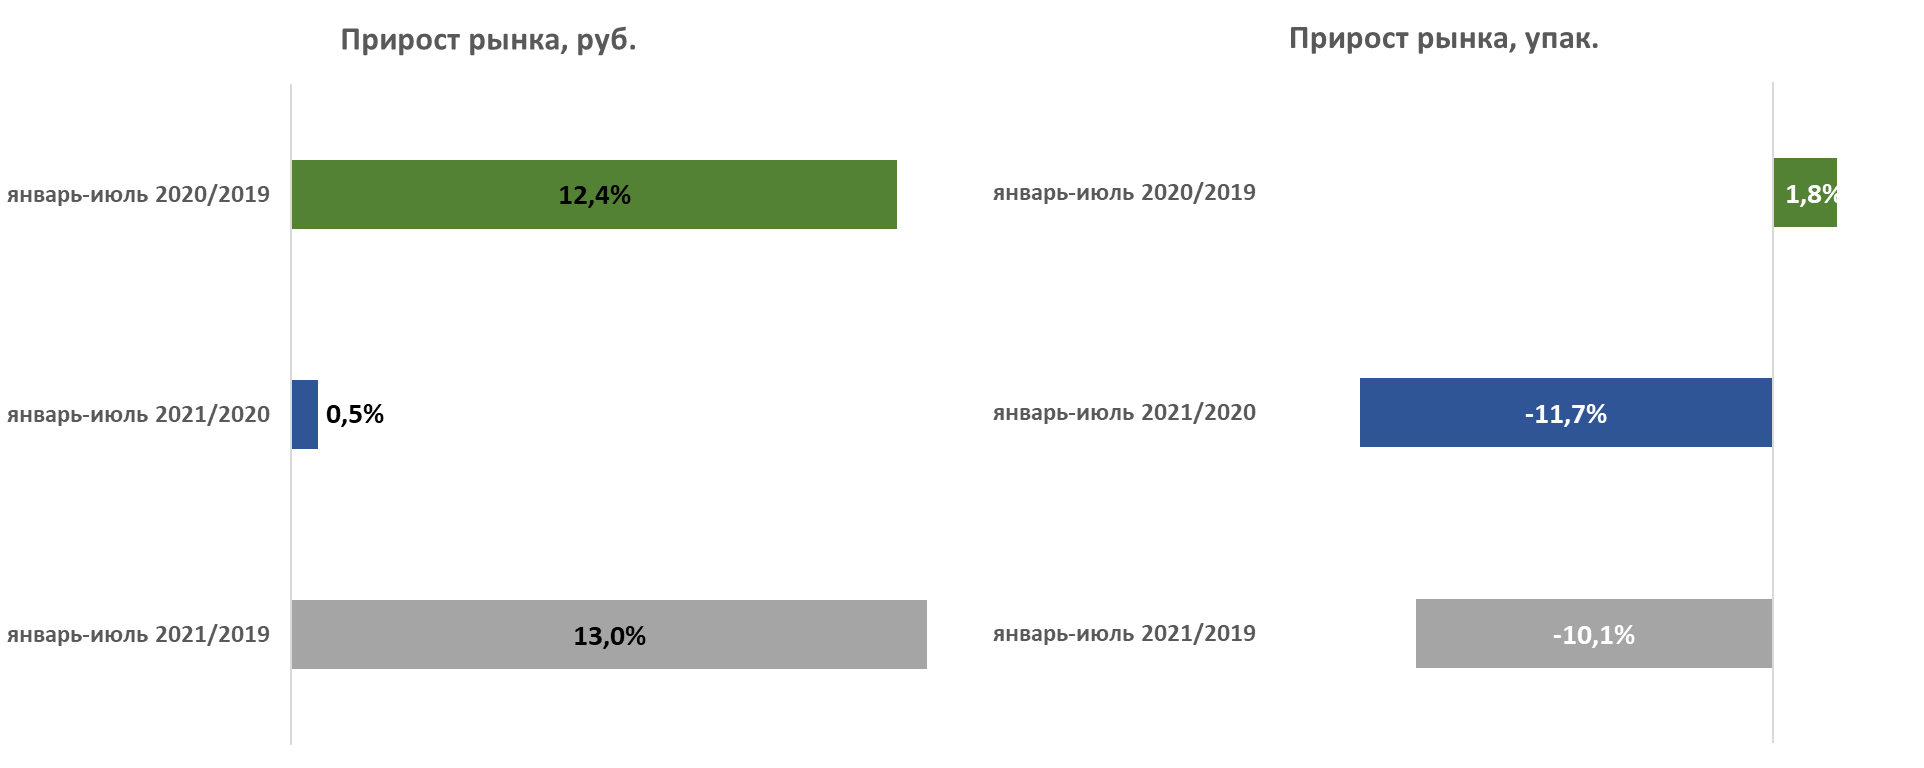 Прирост рынка, руб.
январь-июль 2020/2019
12,4%
январь-июль 2021/2020
0,5%
январь-июль 2021/2019
13,0%
Прирост рынка, упак.
январь-июль 2020/2019
1,8%
январь-июль 2021/2020
-11,7%
январь-июль 2021/2019
-10,1%